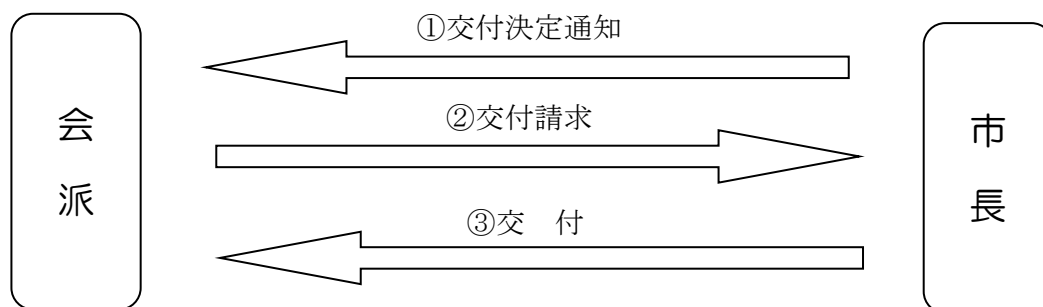 会派
①交付決定通知
②交付請求
③交　付
市長